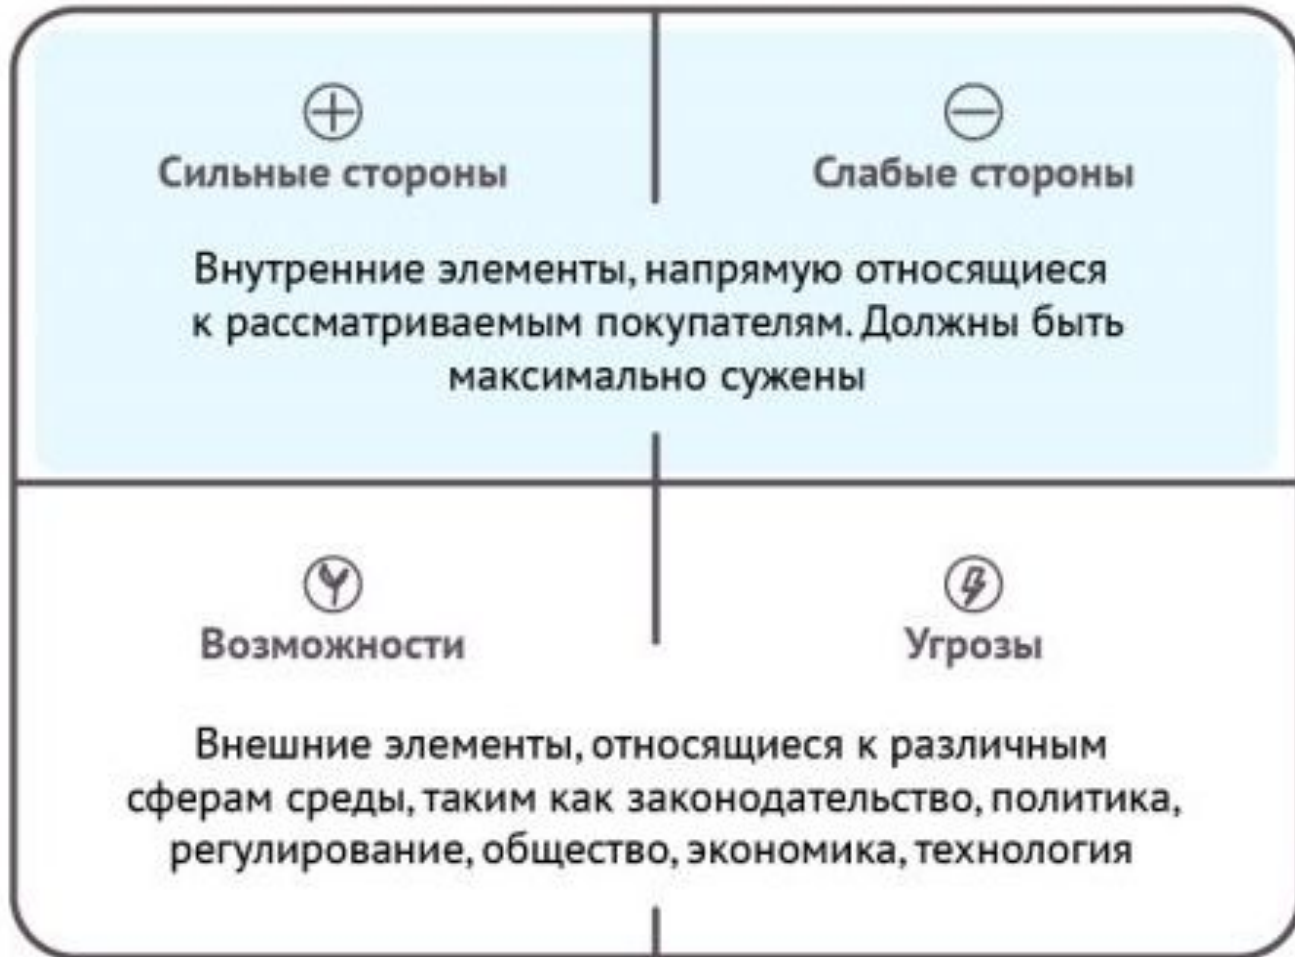 Сильные стороны
Слабые стороны
Внутренние элементы, напрямую относящиеся
к рассматриваемым покупателям. Должны быть
максимально сужены
Возможности
Угрозы
Внешние элементы, относящиеся к различным
сферам среды, таким как законодательство, политика,
регулирование, общество, экономика, технология